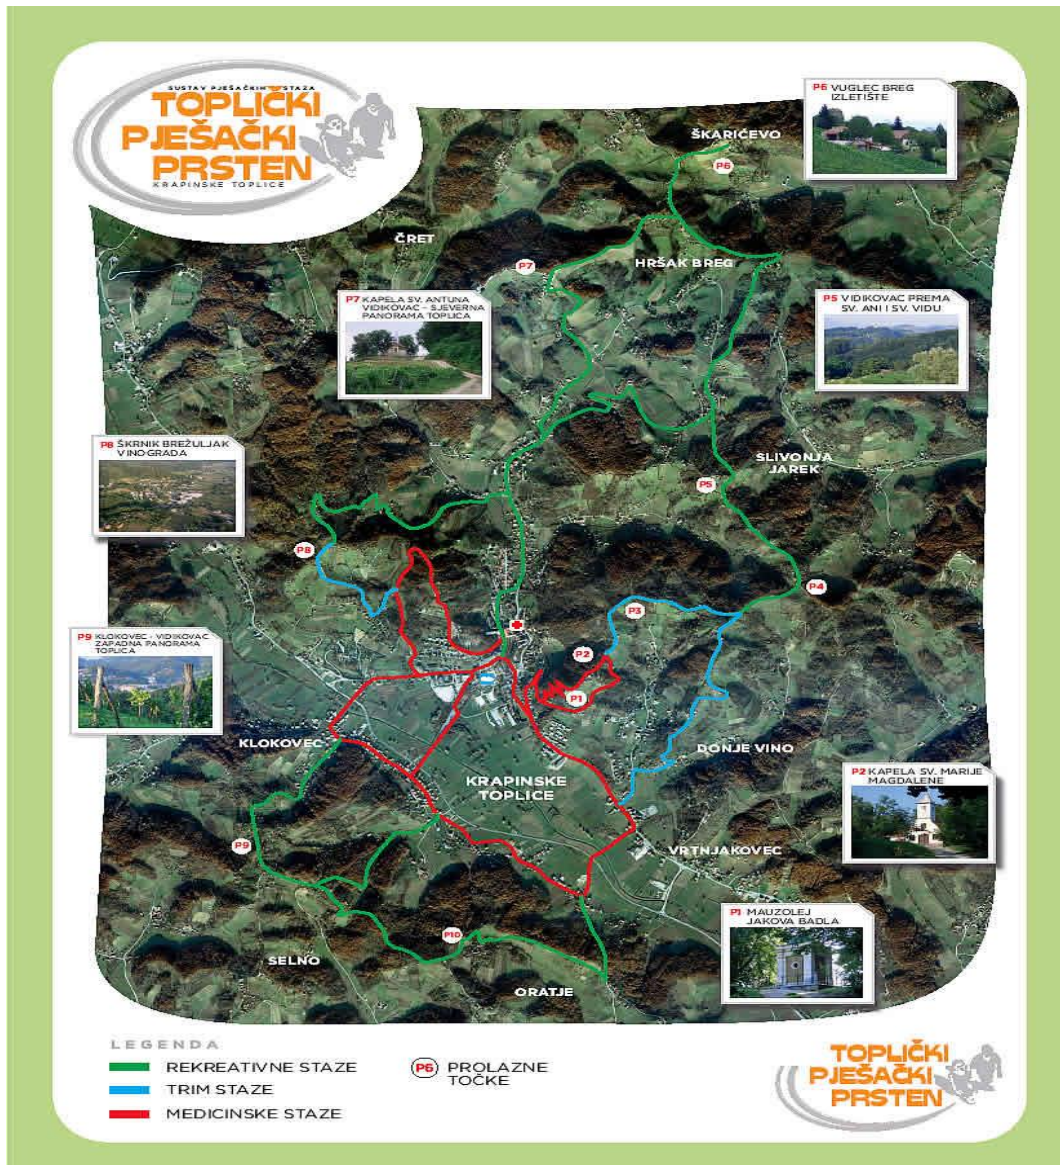 SUSTAV PJEŠAČKIH STAZA
TOPLIČKI
PJEŠAČKI
PRSTEN
KRAPINSKE TOPLICE
P6 VUGLEC BREG
IZLETIŠTE
ŠKARIĆEVO
P6
ČRET
HRŠAK BREG
P7
P7 KAPELA SV. ANTUNA
VIDIKOVAC - SJEVERNA
PANORAMA TOPLICA
P5 VIDIKOVAC PREMA
SV. ANI I SV. VIDU
P8 ŠKRNIK BREŽULJAK
VINOGRADA
SLIVONJA
JAREK
P5
P8
P4
P3
P9 KLOKOVEC - VIDIKOVAC
ZAPADNA PANORAMA
TOPLICA
P2
P1
KLOKOVEC
DONJE VINO
KRAPINSKE
TOPLICE
P2 KAPELA SV. MARIJE
MAGDALENE
P9
VRTNJAKOVEC
P1 MAUZOLEJ
JAKOVA BADLA
P10
SELNO
ORATJE
LEGENDA
REKREATIVNE STAZE
TRIM STAZE
MEDICINSKE STAZE
P6 PROLAZNE
TOČKE
TOPLIČKI
PJEŠAČKI
PRSTEN